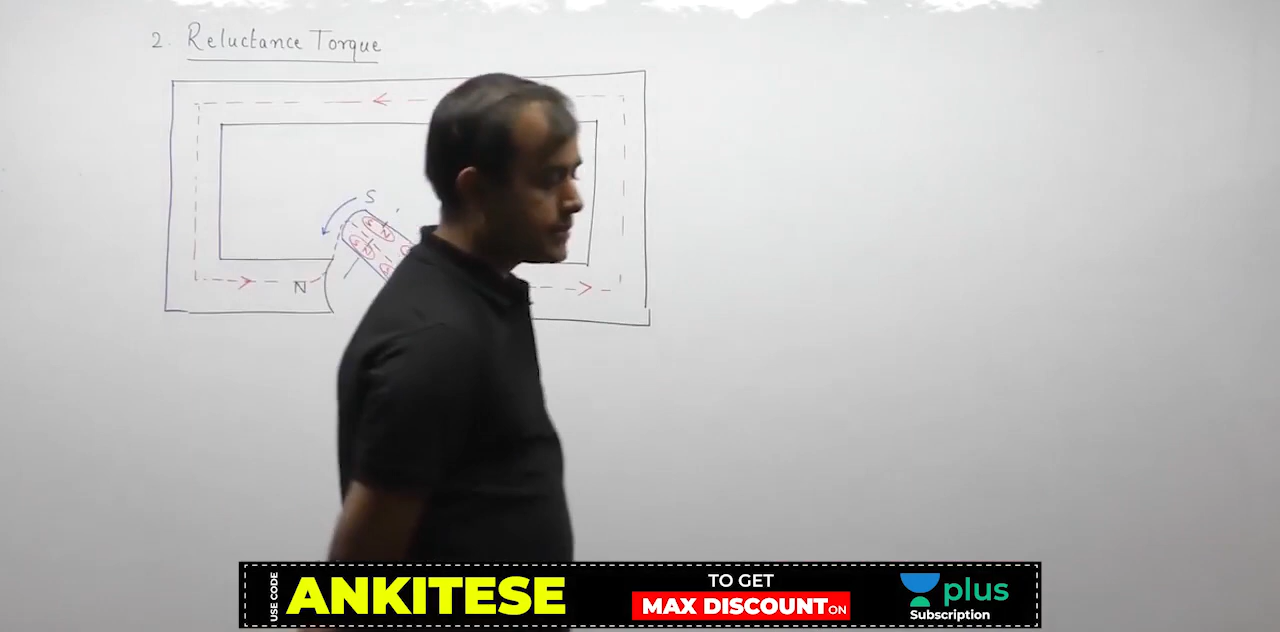 2. Reluctance Torque
S
N
USE CODE
ANKITESE
TO GET
MAX DISCOUNT ON
plus
Subscription